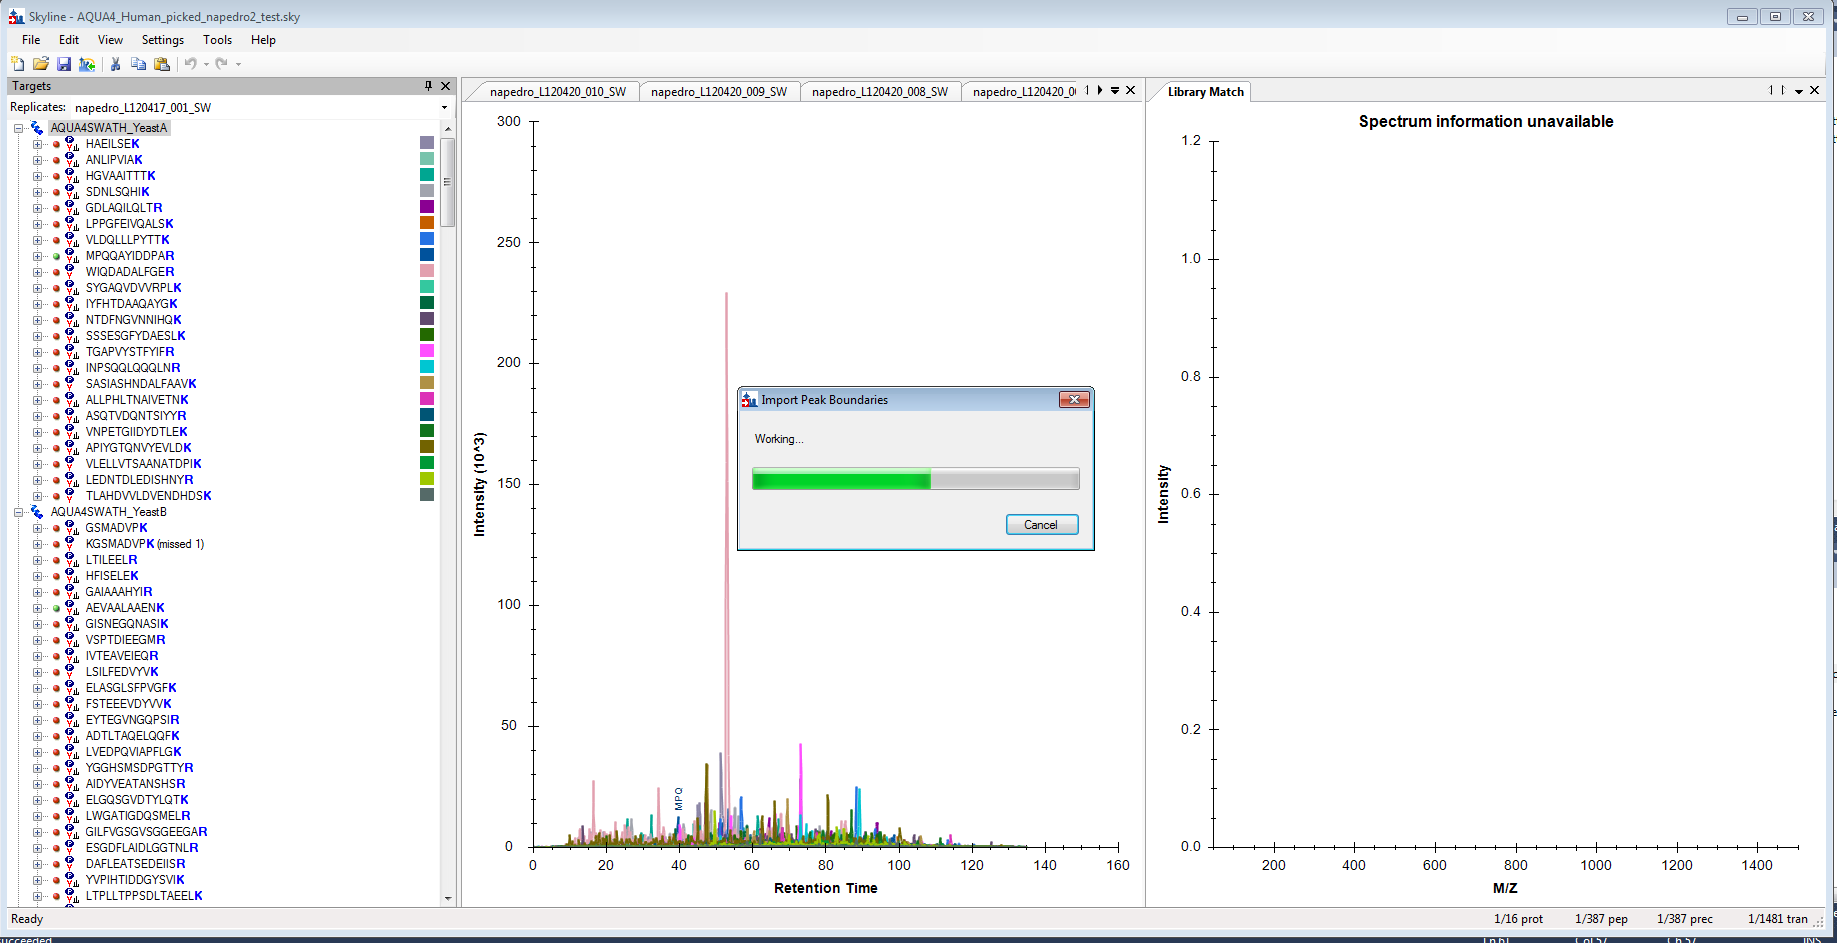 Skyline - AQUA4_Human_picked_napedro2_test.sky
File Edit View Settings Tools Help
Targets
Replicates: napedro_L120417_001_SW
AQUA4SWATH_YeastA
HAEILSEK
ANLIPVIAK
HGVAAITTTK
SDNLSQHIK
GDLAQILQLTR
LPPGFEIVQALSK
VLDQLLLPYTTK
MPQQAYIDDPAR
WIQDADALFGER
SYGAQVDVVRPLK
IYFHTDAAQAYGK
NTDFNGVNNIHQK
SSSESGFYDAESLK
TGAPVYSTFYIFR
INPSQQLQQQLNR
SASIASHNDALFAAVK
ALLPHLTNAIVETNK
ASQTVDQNTSIYYR
VNPETGIIDYDTLEK
APIYGTQNVYEVLDK
VLELLVTSAANATDPIK
LEDNTDLEDISHNYR
TLAHDVVLDVENDHDSK
AQUA4SWATH_YeastB
GSMADVPK
KGSMADVPK (missed 1)
LTILEELR
HFISELEK
GAIAAAHYIR
AEVAALAAENK
GISNEGQNASIK
VSPTDIEEGMR
IVTEAVEIEQR
LSILFEDVYVK
ELASGLSFPVGFK
FSTEEEVDYVVK
EYTEGVNGQPSIR
ADTLTAQELQQFK
LVEDPQVIAPFLGK
YGGHSMSDPGTTYR
AIDYVEATANSHSR
ELGQSGVDTYLQTK
LWGATIGDQSMELR
GILFVGSGVSGGEEGAR
ESGDFLAIDLGGTNLR
DAFLEATSEDEIISR
YVPIHTIDDGYSVIK
LTPLLTPPSDLTAEELK
napedro_L120420_010_SW napedro_L120420_009_SW napedro_L120420_008_SW napedro_L120420_0
300
250
200
150
100
50
0
Intensity (10^3)
MPQ
0 20 40 60 80 100 120 140 160
Retention Time
Import Peak Boundaries
Working...
Cancel
Library Match
Spectrum information unavailable
1.2
1.0
0.8
0.6
0.4
0.2
0.0
Intensity
200 400 600 800 1000 1200 1400
M/Z
Ready
1/16 prot 1/387 pep 1/387 prec 1/1481 tran